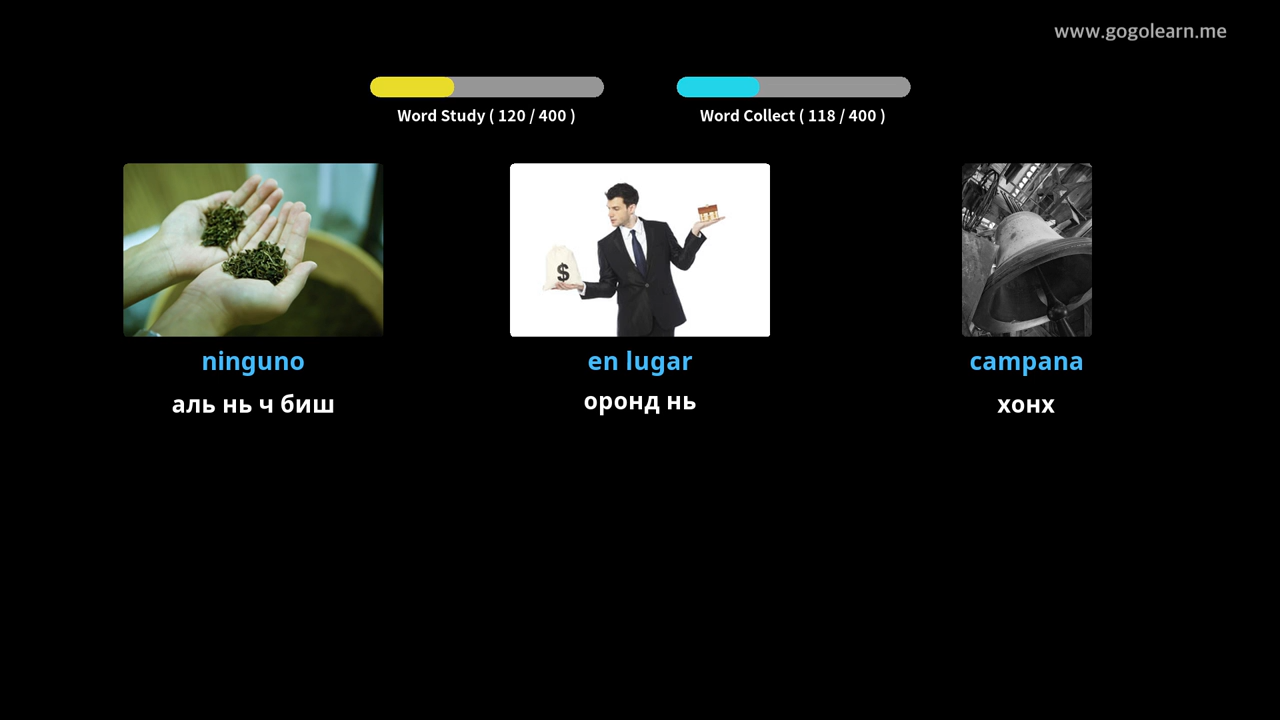 www.gogolearn.me
Word Study ( 120 / 400 )
Word Collect ( 118 / 400 )
$
ninguno
en lugar
campana
аль нь ч биш
оронд нь
хонх